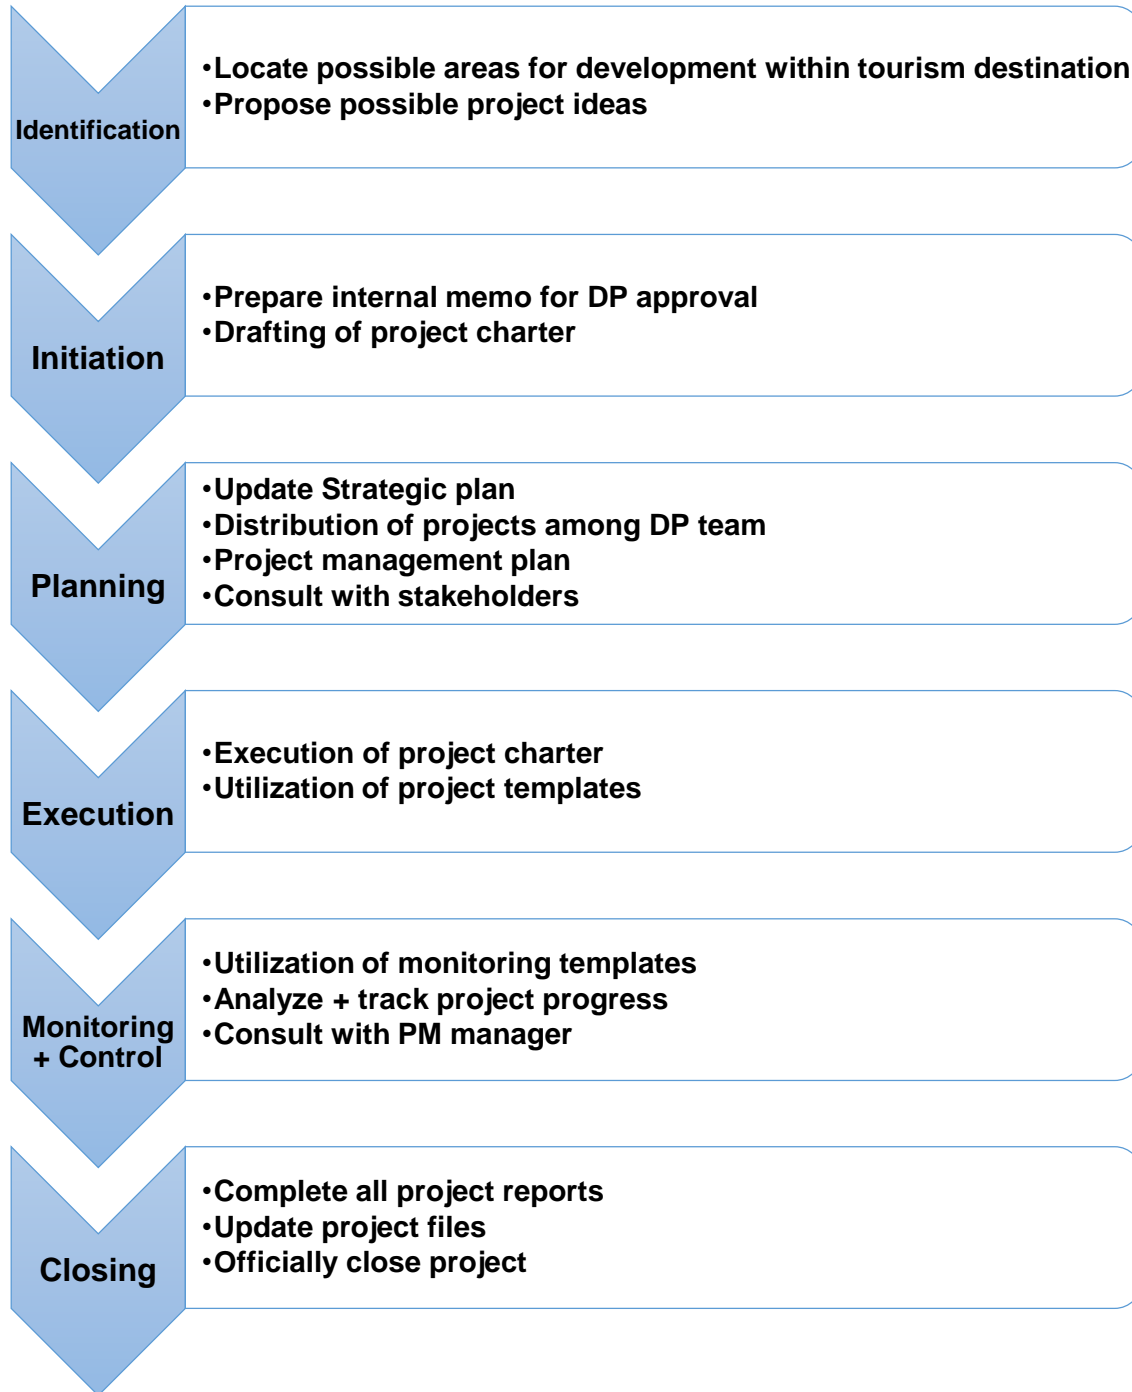 Identification
•Locate possible areas for development within tourism destination
•Propose possible project ideas
Initiation
•Prepare internal memo for DP approval
•Drafting of project charter
Planning
•Update Strategic plan
•Distribution of projects among DP team
•Project management plan
•Consult with stakeholders
Execution
•Execution of project charter
•Utilization of project templates
Monitoring
+ Control
•Utilization of monitoring templates
•Analyze + track project progress
•Consult with PM manager
Closing
•Complete all project reports
•Update project files
•Officially close project